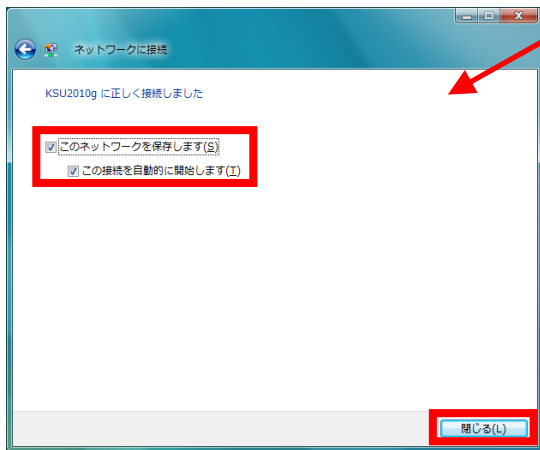 ネットワークに接続
KSU2010g に正しく接続しました
このネットワークを保存します(S)
この接続を自動的に開始します(T)
閉じる(L)